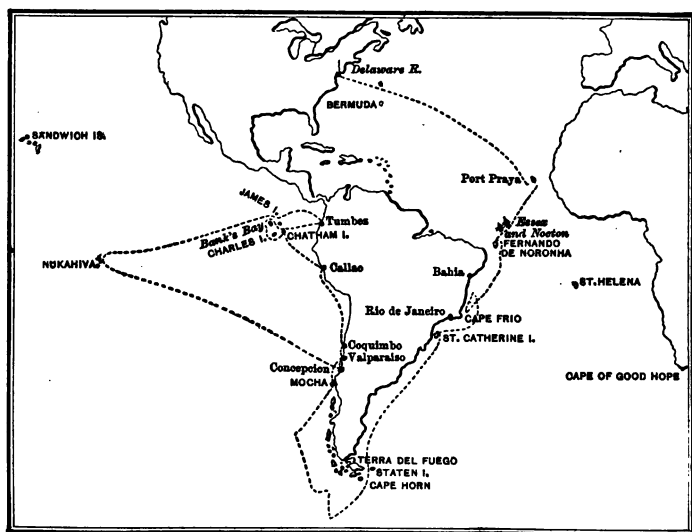 Delaware R.
BERMUDA
SANDWICH IS.
Port Praya
JAMES I.
Essex
and Nocton
FERNANDO
DE NORONHA
Tumbez
Bank's Bay
CHATHAM I.
CHARLES I.
NUKAHIVA
Callao
Bahia
ST. HELENA
Rio de Janeiro
CAPE FRIO
ST. CATHERINE I.
Coquimbo
Valparaiso
Concepcion
MOCHA
CAPE OF GOOD HOPE
TERRA DEL FUEGO
STATEN I.
CAPE HORN